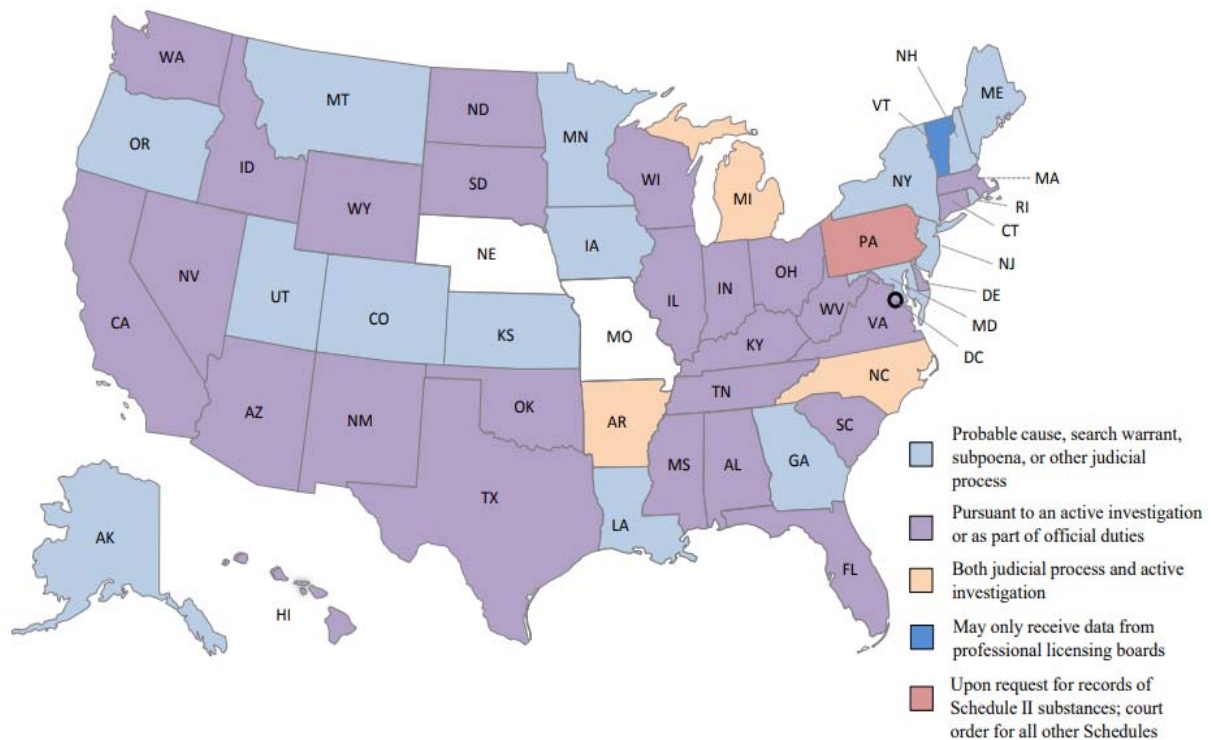 WA
MT
ND
MN
OR
ID
WY
SD
WI
MI
NH
VT
ME
NY
MA
RI
CT
NJ
DE
MD
DC
PA
NE
IA
NV
UT
CO
CA
KS
MO
IL
IN
OH
WV
VA
KY
NC
TN
SC
AZ
NM
OK
AR
MS
AL
GA
TX
LA
FL
AK
HI
Probable cause, search warrant,
subpoena, or other judicial
process
Pursuant to an active investigation
or as part of official duties
Both judicial process and active
investigation
May only receive data from
professional licensing boards
Upon request for records of
Schedule II substances; court
order for all other Schedules